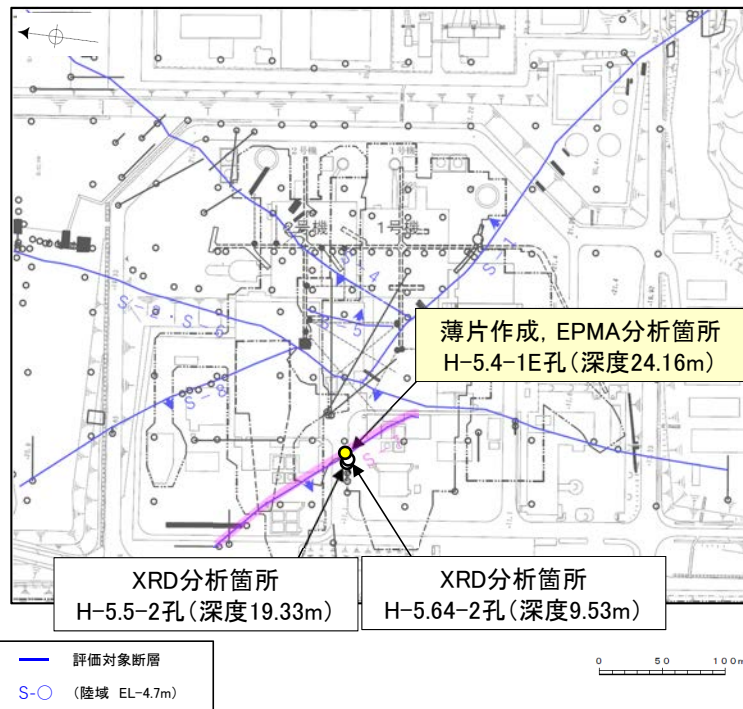 2号機
1号機
1号機
S-1
S-4
S-5
S-8
S-7
薄片作成, EPMA分析箇所
H-5.4-1E孔(深度24.16m)
XRD分析箇所
H-5.5-2孔(深度19.33m)
XRD分析箇所
H-5.64-2孔(深度9.53m)
評価対象断層
S-○ (陸域 EL-4.7m)
0 50 100m